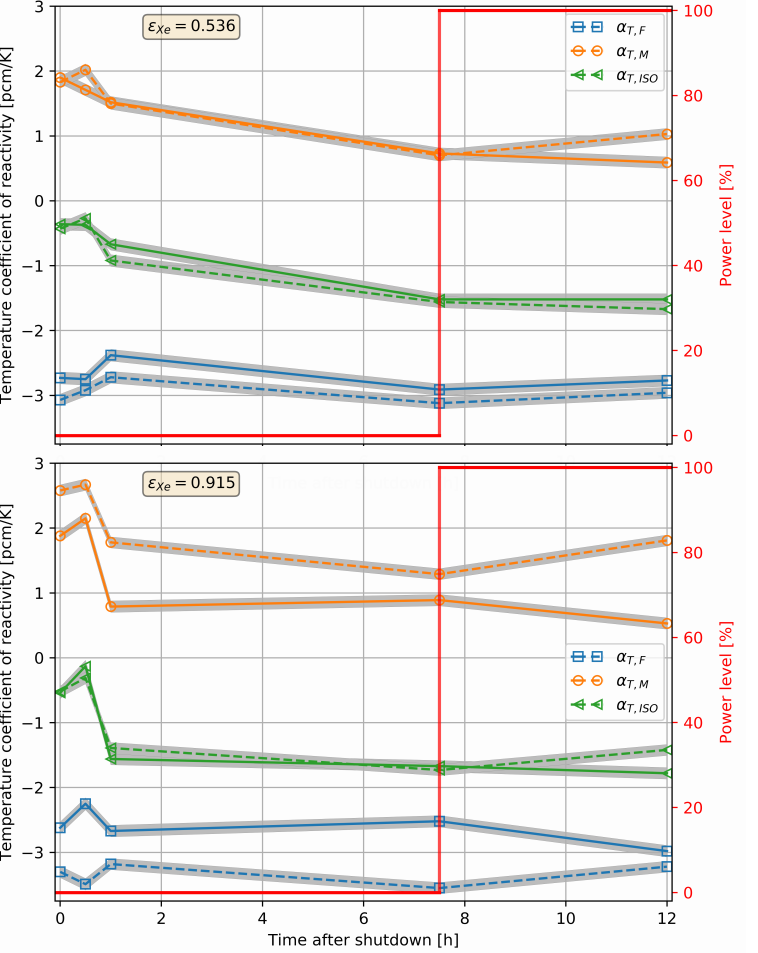 3
2
1
0
−1
−2
−3
Temperature coefficient of reactivity [pcm/K]
ε_Xe = 0.536
α_T,F
α_T,M
α_T,ISO
100
80
60
40
20
0
Power level [%]
3
2
1
0
−1
−2
−3
Temperature coefficient of reactivity [pcm/K]
ε_Xe = 0.915
α_T,F
α_T,M
α_T,ISO
100
80
60
40
20
0
Power level [%]
0 2 4 6 8 10 12
Time after shutdown [h]